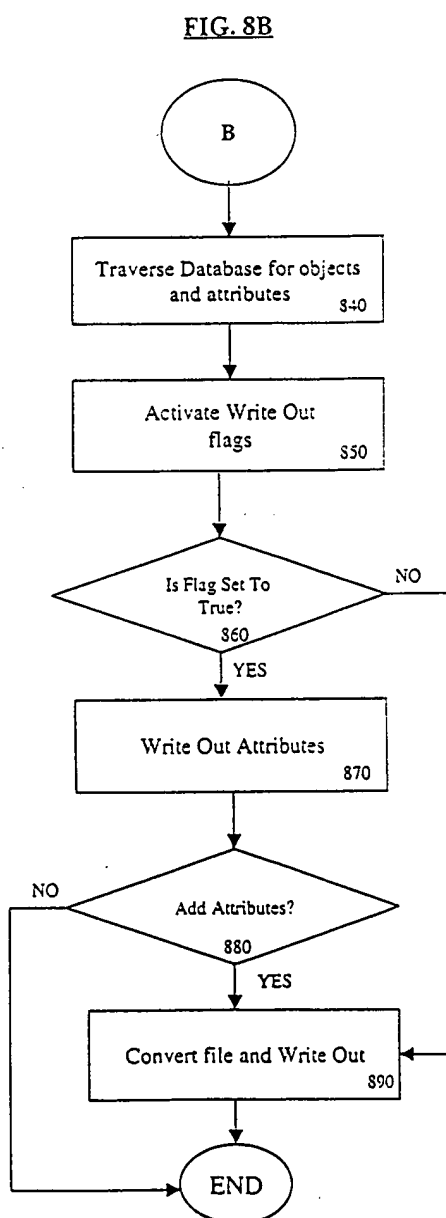 FIG. 8B
B
Traverse Database for objects
and attributes
840
Activate Write Out
flags
850
Is Flag Set To
True?
860
NO
YES
Write Out Attributes
870
NO
Add Attributes?
880
YES
Convert file and Write Out
890
END